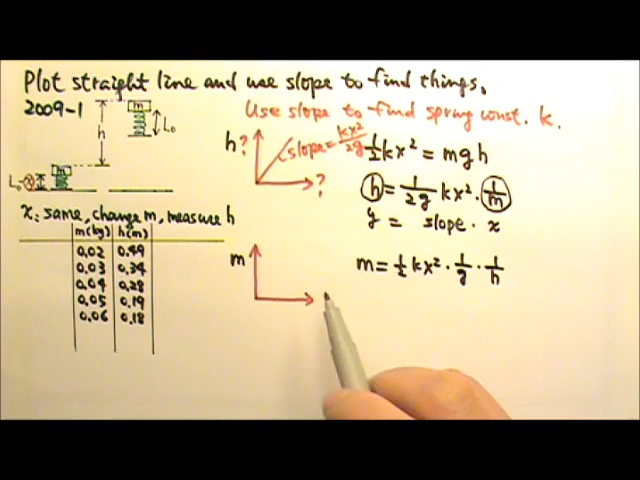 Plot straight line and use slope to find things.
2009-1
Use slope to find spring const. k.
m
L₀
h
m
L₀-x
h?
slope = kx²/2g
?
½kx² = mgh
h = 1/2g kx² · 1/m
y = slope · x
x: same, change m, measure h
m(kg) h(m)
0.02 0.49
0.03 0.34
0.04 0.28
0.05 0.19
0.06 0.18
m
m = ½kx² · 1/g · 1/h